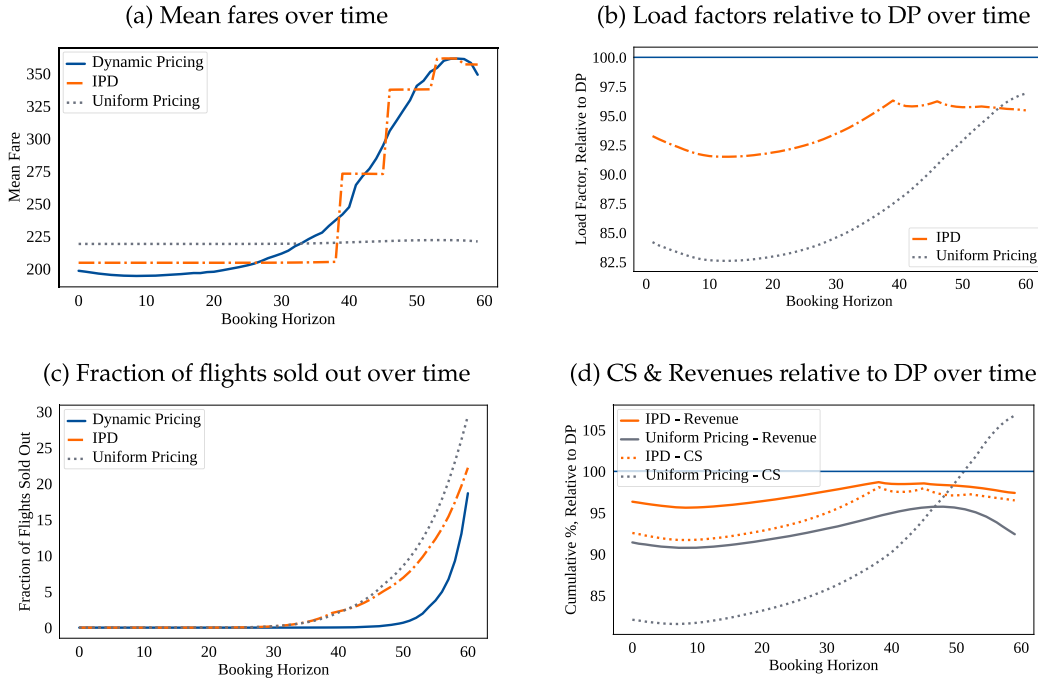 (a) Mean fares over time
Dynamic Pricing
IPD
Uniform Pricing
Mean Fare
350
325
300
275
250
225
200
0 10 20 30 40 50 60
Booking Horizon
(b) Load factors relative to DP over time
Load Factor, Relative to DP
100.0
97.5
95.0
92.5
90.0
87.5
85.0
82.5
IPD
Uniform Pricing
0 10 20 30 40 50 60
Booking Horizon
(c) Fraction of flights sold out over time
Dynamic Pricing
IPD
Uniform Pricing
Fraction of Flights Sold Out
30
25
20
15
10
5
0
0 10 20 30 40 50 60
Booking Horizon
(d) CS & Revenues relative to DP over time
IPD - Revenue
Uniform Pricing - Revenue
IPD - CS
Uniform Pricing - CS
Cumulative %, Relative to DP
105
100
95
90
85
0 10 20 30 40 50 60
Booking Horizon